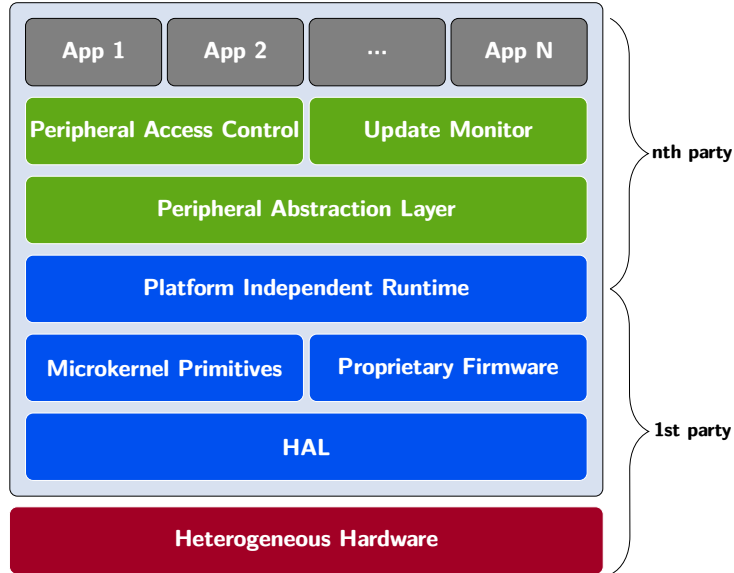 App 1
App 2
...
App N
Peripheral Access Control
Update Monitor
nth party
Peripheral Abstraction Layer
Platform Independent Runtime
Microkernel Primitives
Proprietary Firmware
1st party
HAL
Heterogeneous Hardware